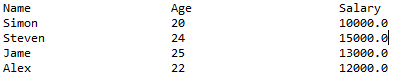 Name Age Salary
Simon 20 10000.0
Steven 24 15000.0
Jame 25 13000.0
Alex 22 12000.0